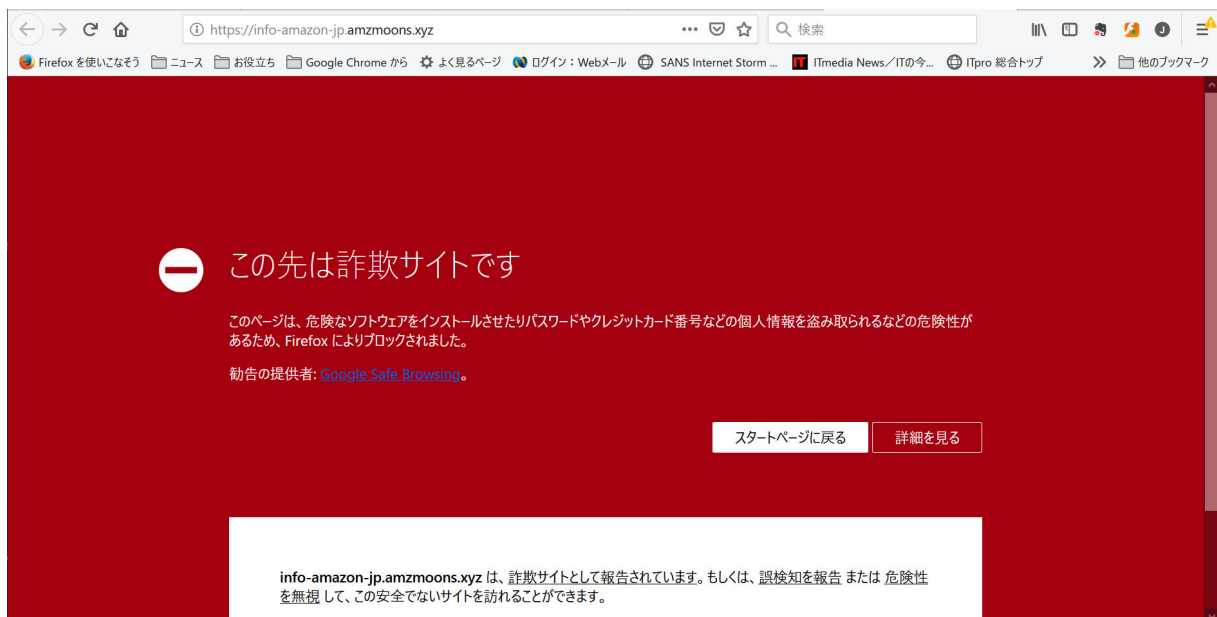 https://info-amazon-jp.amzmoons.xyz
検索
Firefox を使いこなそう ニュース お役立ち Google Chrome から よく見るページ ログイン：Webメール SANS Internet Storm ... ITmedia News／ITの今... ITpro 総合トップ 他のブックマーク
この先は詐欺サイトです
このページは、危険なソフトウェアをインストールさせたりパスワードやクレジットカード番号などの個人情報を盗み取られるなどの危険性が
あるため、Firefox によりブロックされました。
勧告の提供者: Google Safe Browsing。
スタートページに戻る 詳細を見る
info-amazon-jp.amzmoons.xyz は、詐欺サイトとして報告されています。もしくは、誤検知を報告 または 危険性
を無視 して、この安全でないサイトを訪れることができます。